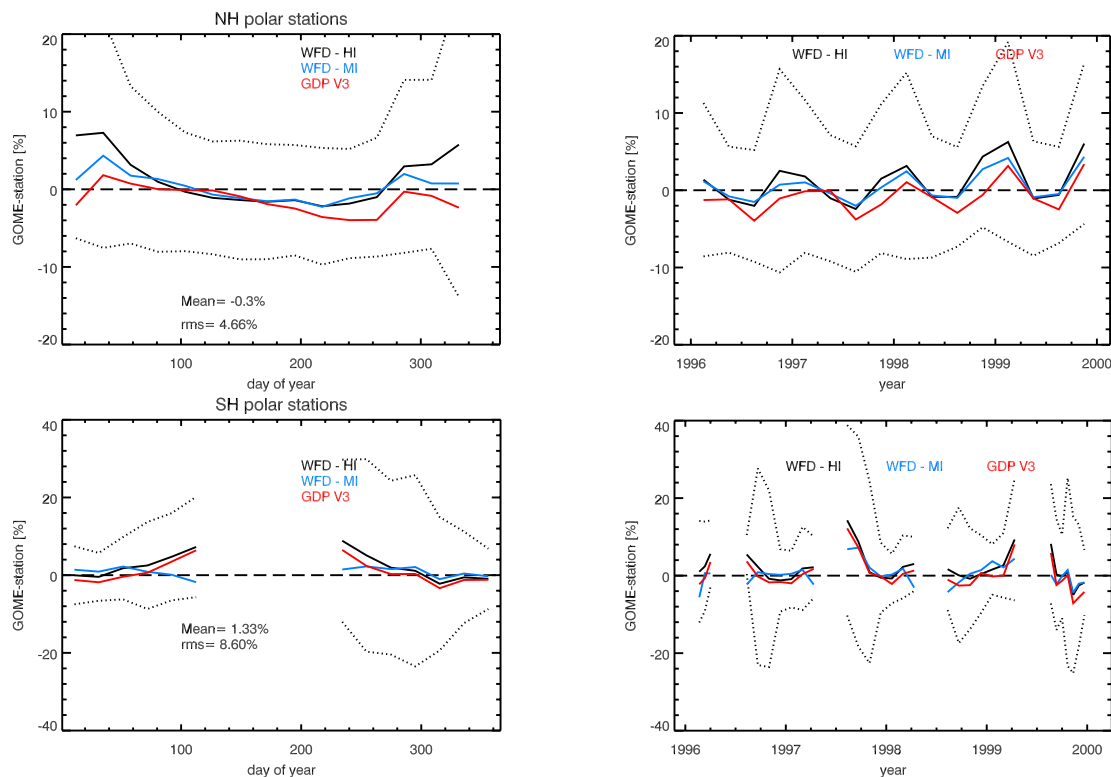 NH polar stations
20
10
0
-10
-20
GOME-station [%]
WFD - HI
WFD - MI
GDP V3
Mean= -0.3%
rms= 4.66%
100
200
300
day of year
20
10
0
-10
-20
GOME-station [%]
WFD - HI
WFD - MI
GDP V3
1996
1997
1998
1999
2000
year
SH polar stations
40
20
0
-20
-40
GOME-station [%]
WFD - HI
WFD - MI
GDP V3
Mean= 1.33%
rms= 8.60%
100
200
300
day of year
40
20
0
-20
-40
GOME-station [%]
WFD - HI
WFD - MI
GDP V3
1996
1997
1998
1999
2000
year